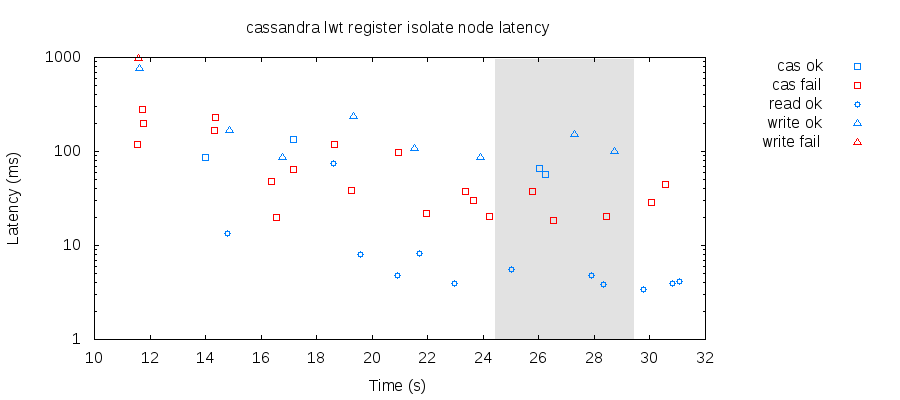 cassandra lwt register isolate node latency
1000
100
10
1
Latency (ms)
10 12 14 16 18 20 22 24 26 28 30 32
Time (s)
cas ok
cas fail
read ok
write ok
write fail